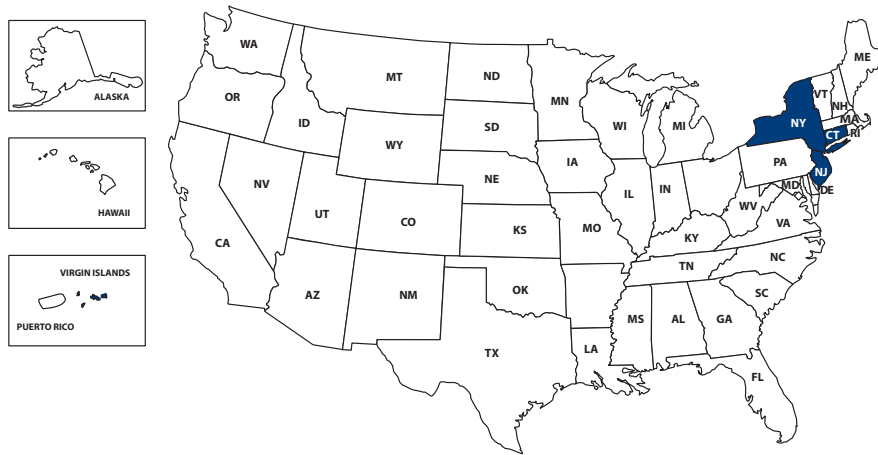 WA
OR
CA
ID
NV
MT
WY
UT
AZ
CO
NM
ND
SD
NE
KS
OK
TX
MN
IA
MO
LA
WI
IL
MI
IN
KY
TN
MS
AL
GA
FL
SC
NC
VA
WV
PA
NY
VT
NH
ME
MA
RI
CT
NJ
DE
MD
ALASKA
HAWAII
VIRGIN ISLANDS
PUERTO RICO